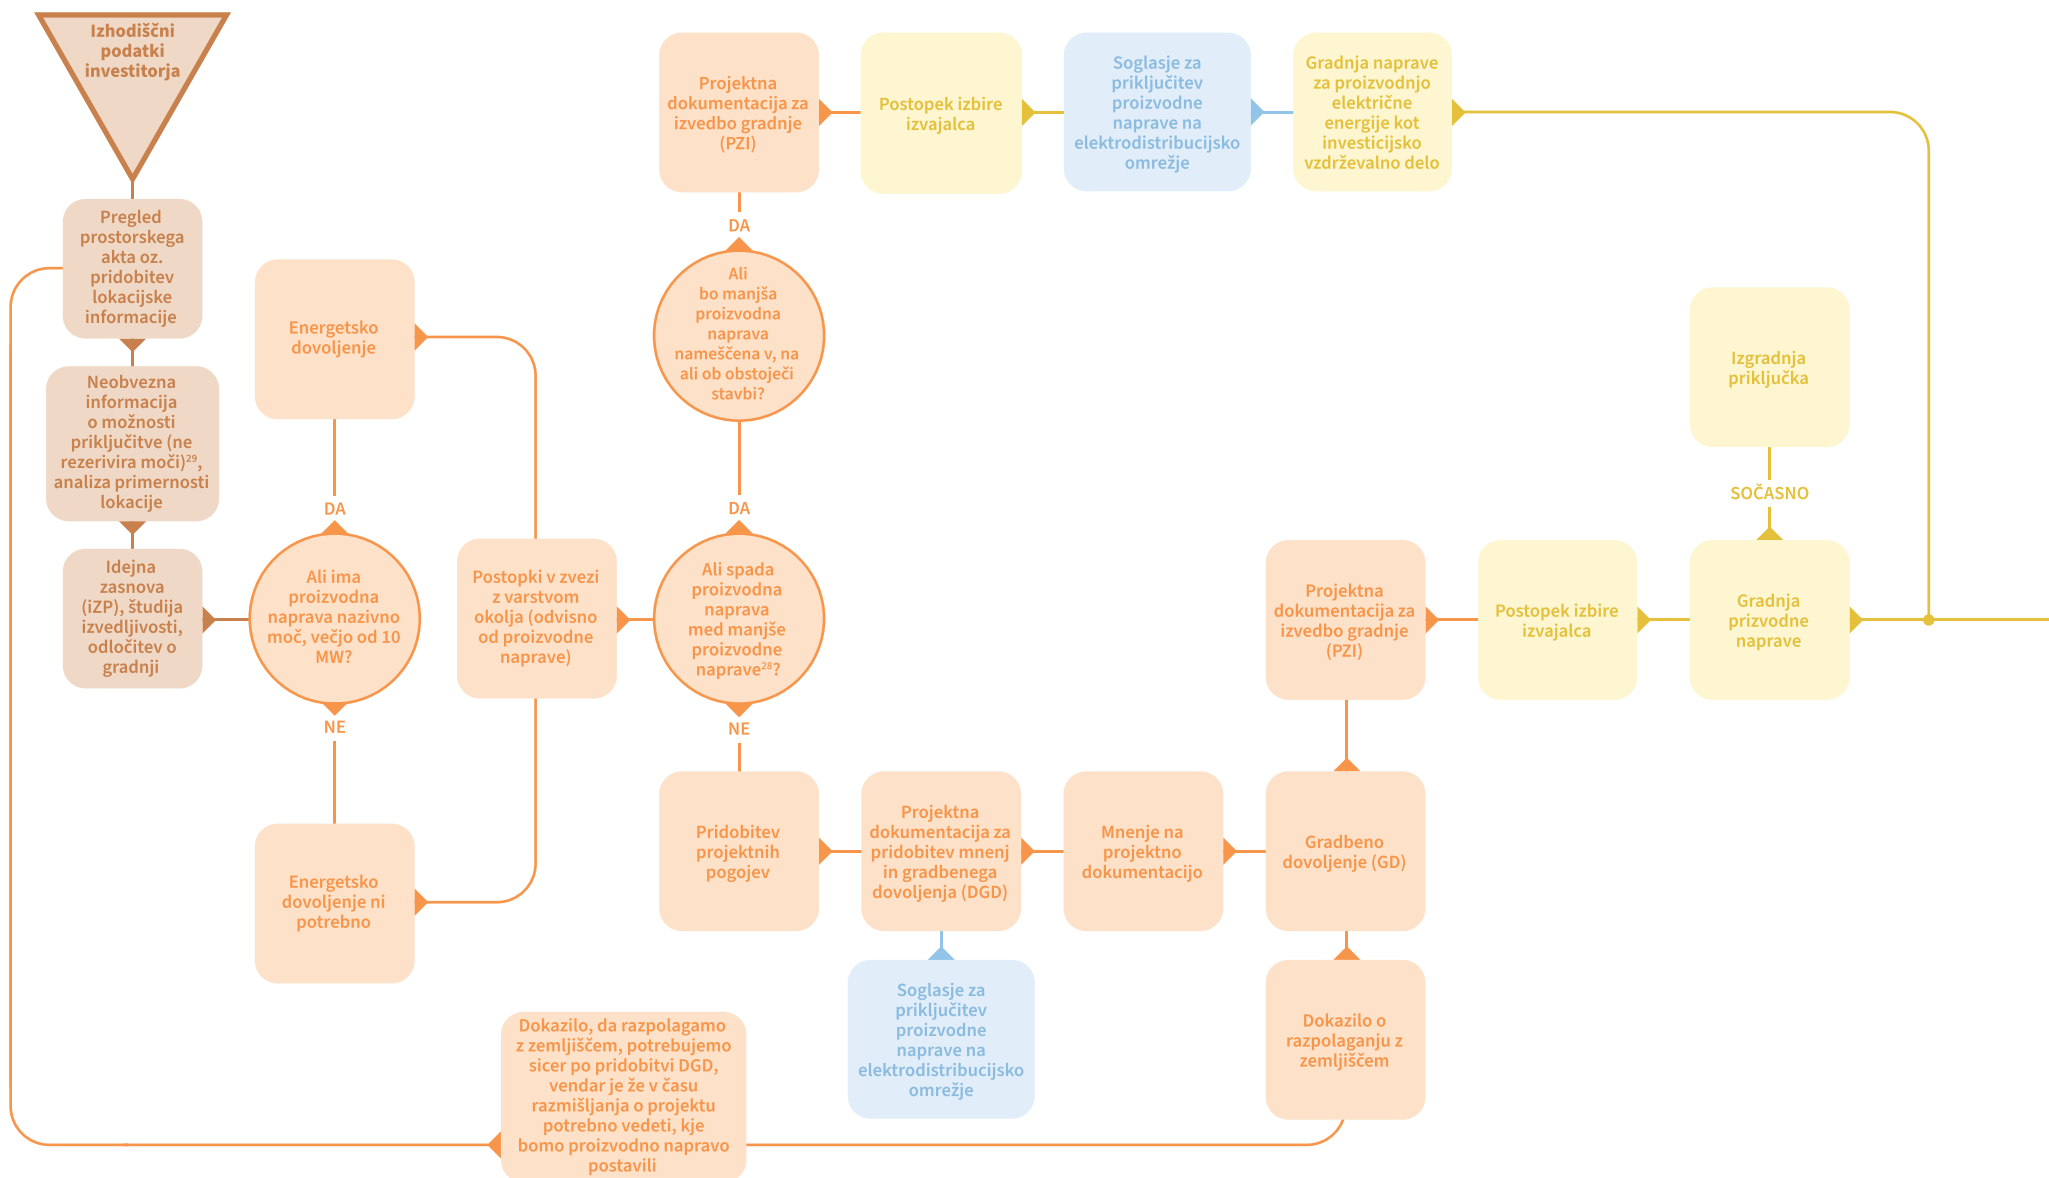 Izhodiščni
podatki
investitorja
Pregled
prostorskega
akta oz.
pridobitev
lokacijske
informacije
Neobvezna
informacija
o možnosti
priključitve (ne
rezerivira moči)²⁹,
analiza primernosti
lokacije
Idejna
zasnova
(iZP), študija
izvedljivosti,
odločitev o
gradnji
Energetsko
dovoljenje
DA
Ali ima
proizvodna
naprava nazivno
moč, večjo od 10
MW?
NE
Energetsko
dovoljenje ni
potrebno
Postopki v zvezi
z varstvom
okolja (odvisno
od proizvodne
naprave)
Projektna
dokumentacija za
izvedbo gradnje
(PZI)
DA
Ali
bo manjša
proizvodna
naprava
nameščena v, na
ali ob obstoječi
stavbi?
DA
Ali spada
proizvodna
naprava
med manjše
proizvodne
naprave²⁸?
NE
Pridobitev
projektnih
pogojev
Postopek izbire
izvajalca
Soglasje za
priključitev
proizvodne
naprave na
elektrodistribucijsko
omrežje
Gradnja naprave
za proizvodnjo
električne
energije kot
investicijsko
vzdrževalno delo
Projektna
dokumentacija za
pridobitev mnenj
in gradbenega
dovoljenja (DGD)
Soglasje za
priključitev
proizvodne
naprave na
elektrodistribucijsko
omrežje
Mnenje na
projektno
dokumentacijo
Gradbeno
dovoljenje (GD)
Dokazilo o
razpolaganju z
zemljiščem
Dokazilo, da razpolagamo
z zemljiščem, potrebujemo
sicer po pridobitvi DGD,
vendar je že v času
razmišljanja o projektu
potrebno vedeti, kje
bomo proizvodno napravo
postavili
Projektna
dokumentacija za
izvedbo gradnje
(PZI)
Postopek izbire
izvajalca
Izgradnja
priključka
SOČASNO
Gradnja
prizvodne
naprave